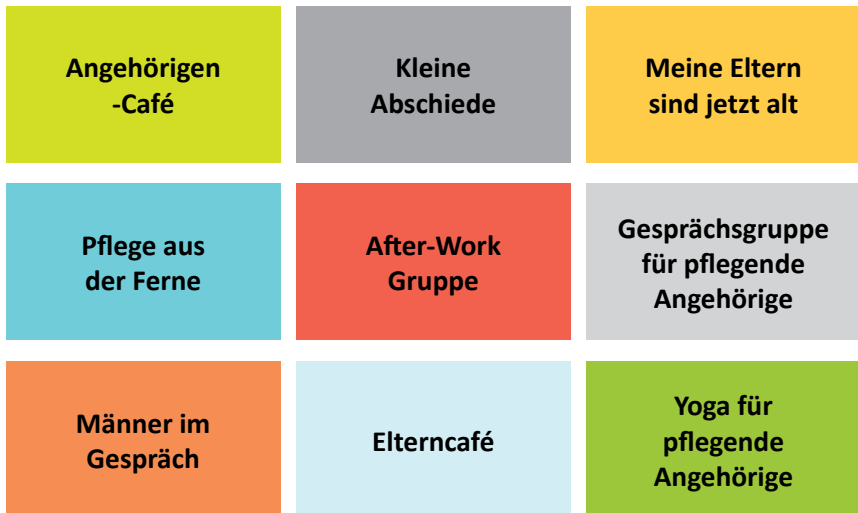 Angehörigen
-Café
Kleine
Abschiede
Meine Eltern
sind jetzt alt
Pflege aus
der Ferne
After-Work
Gruppe
Gesprächsgruppe
für pflegende
Angehörige
Männer im
Gespräch
Elterncafé
Yoga für
pflegende
Angehörige